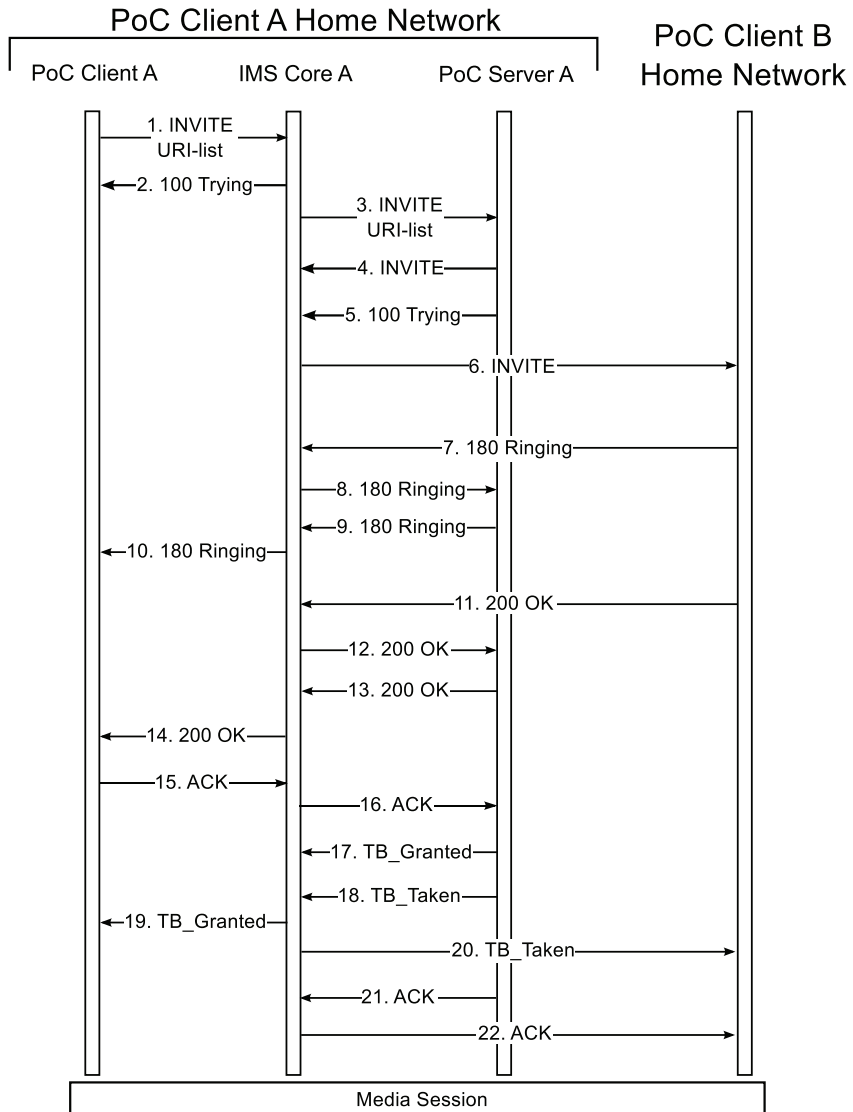 PoC Client A Home Network
PoC Client B
Home Network
PoC Client A
IMS Core A
PoC Server A
1. INVITE
URI-list
2. 100 Trying
3. INVITE
URI-list
4. INVITE
5. 100 Trying
6. INVITE
7. 180 Ringing
8. 180 Ringing
9. 180 Ringing
10. 180 Ringing
11. 200 OK
12. 200 OK
13. 200 OK
14. 200 OK
15. ACK
16. ACK
17. TB_Granted
18. TB_Taken
19. TB_Granted
20. TB_Taken
21. ACK
22. ACK
Media Session